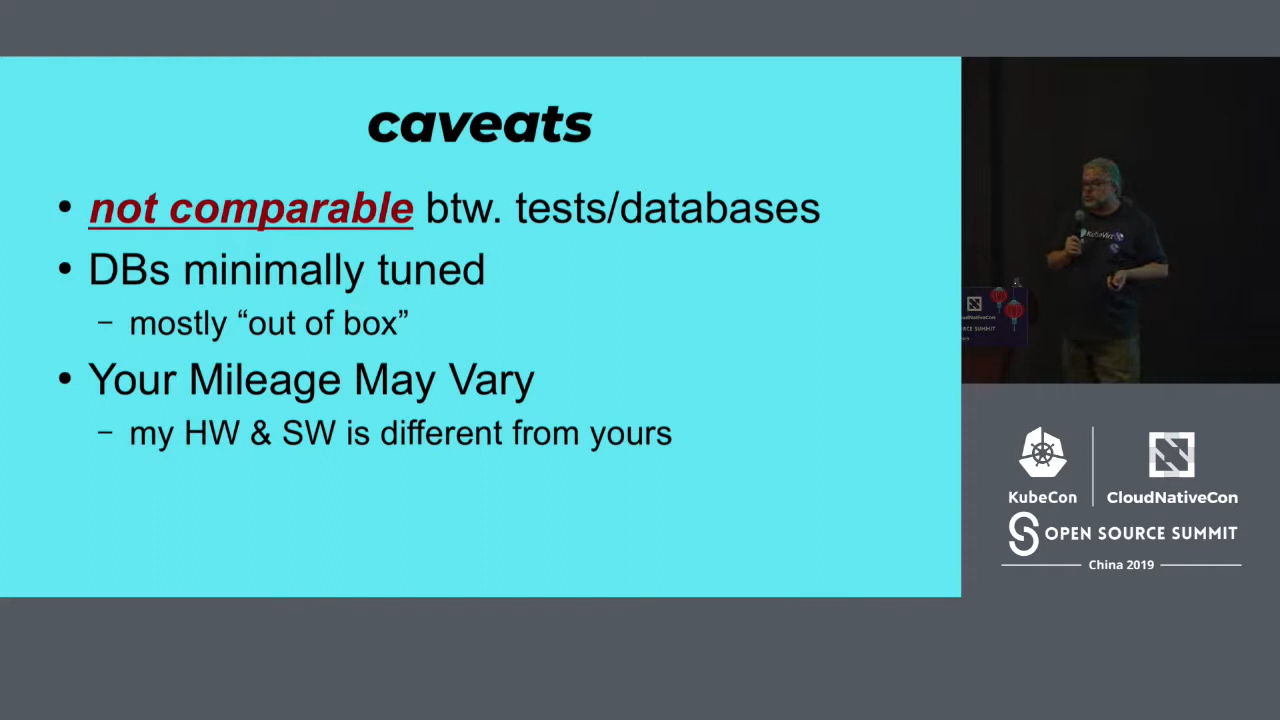 caveats
• not comparable btw. tests/databases
• DBs minimally tuned
– mostly “out of box”
• Your Mileage May Vary
– my HW & SW is different from yours
KubeCon
CloudNativeCon
OPEN SOURCE SUMMIT
China 2019